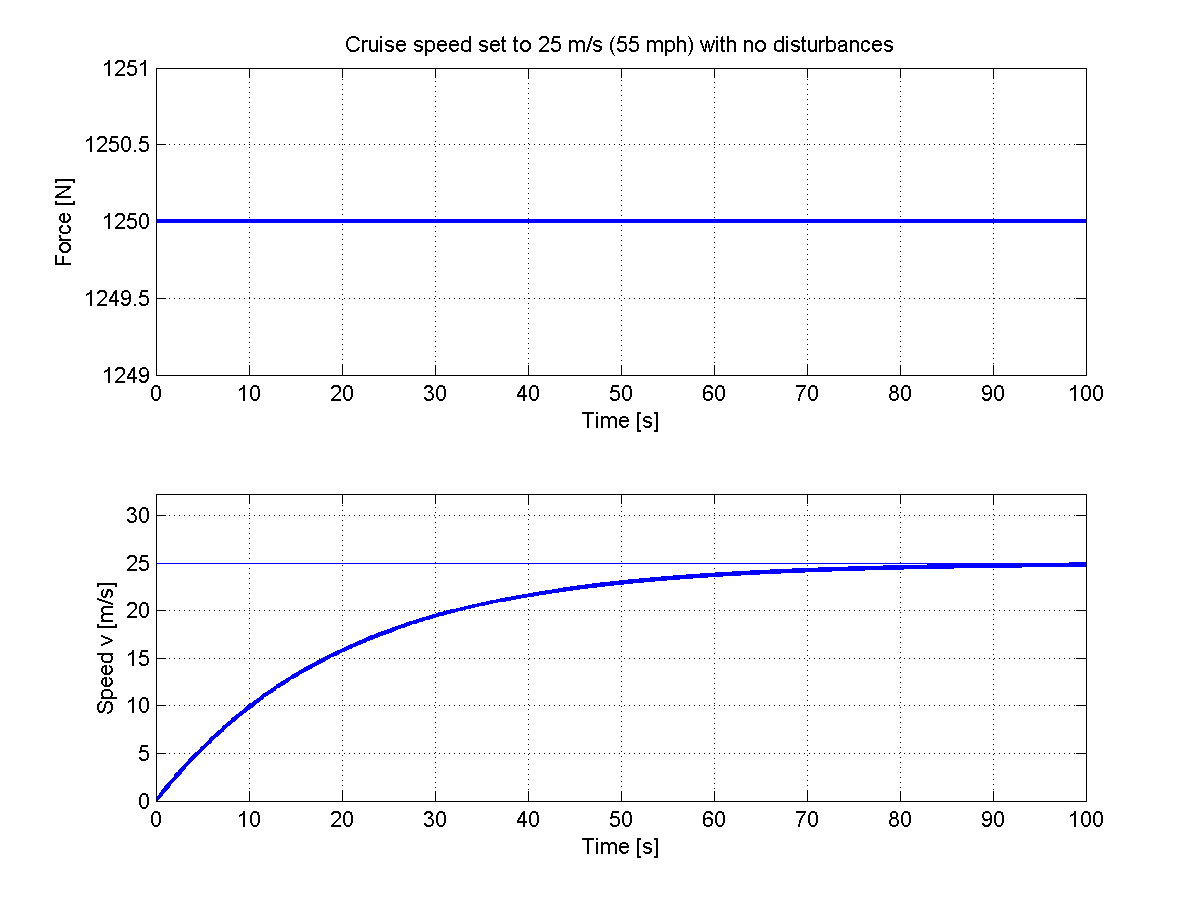 Cruise speed set to 25 m/s (55 mph) with no disturbances
1251
1250.5
1250
1249.5
1249
Force [N]
0 10 20 30 40 50 60 70 80 90 100
Time [s]
30
25
20
15
10
5
0
Speed v [m/s]
0 10 20 30 40 50 60 70 80 90 100
Time [s]